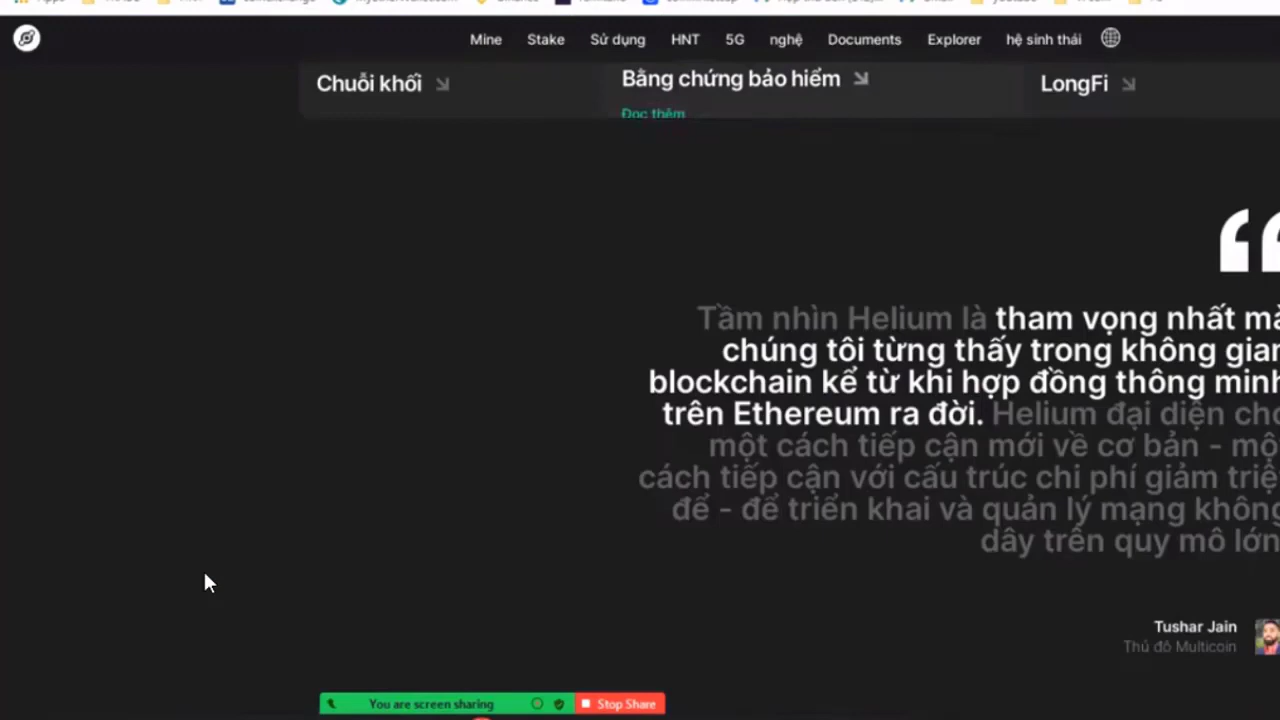 Mine Stake Sử dụng HNT 5G nghệ Documents Explorer hệ sinh thái
Chuỗi khối
Bằng chứng bảo hiểm
LongFi
Đọc thêm
Tầm nhìn Helium là tham vọng nhất mà
chúng tôi từng thấy trong không gian
blockchain kể từ khi hợp đồng thông minh
trên Ethereum ra đời. Helium đại diện cho
một cách tiếp cận mới về cơ bản - một
cách tiếp cận với cấu trúc chi phí giảm triệt
để - để triển khai và quản lý mạng không
dây trên quy mô lớn
Tushar Jain
Thủ đô Multicoin
You are screen sharing
Stop Share